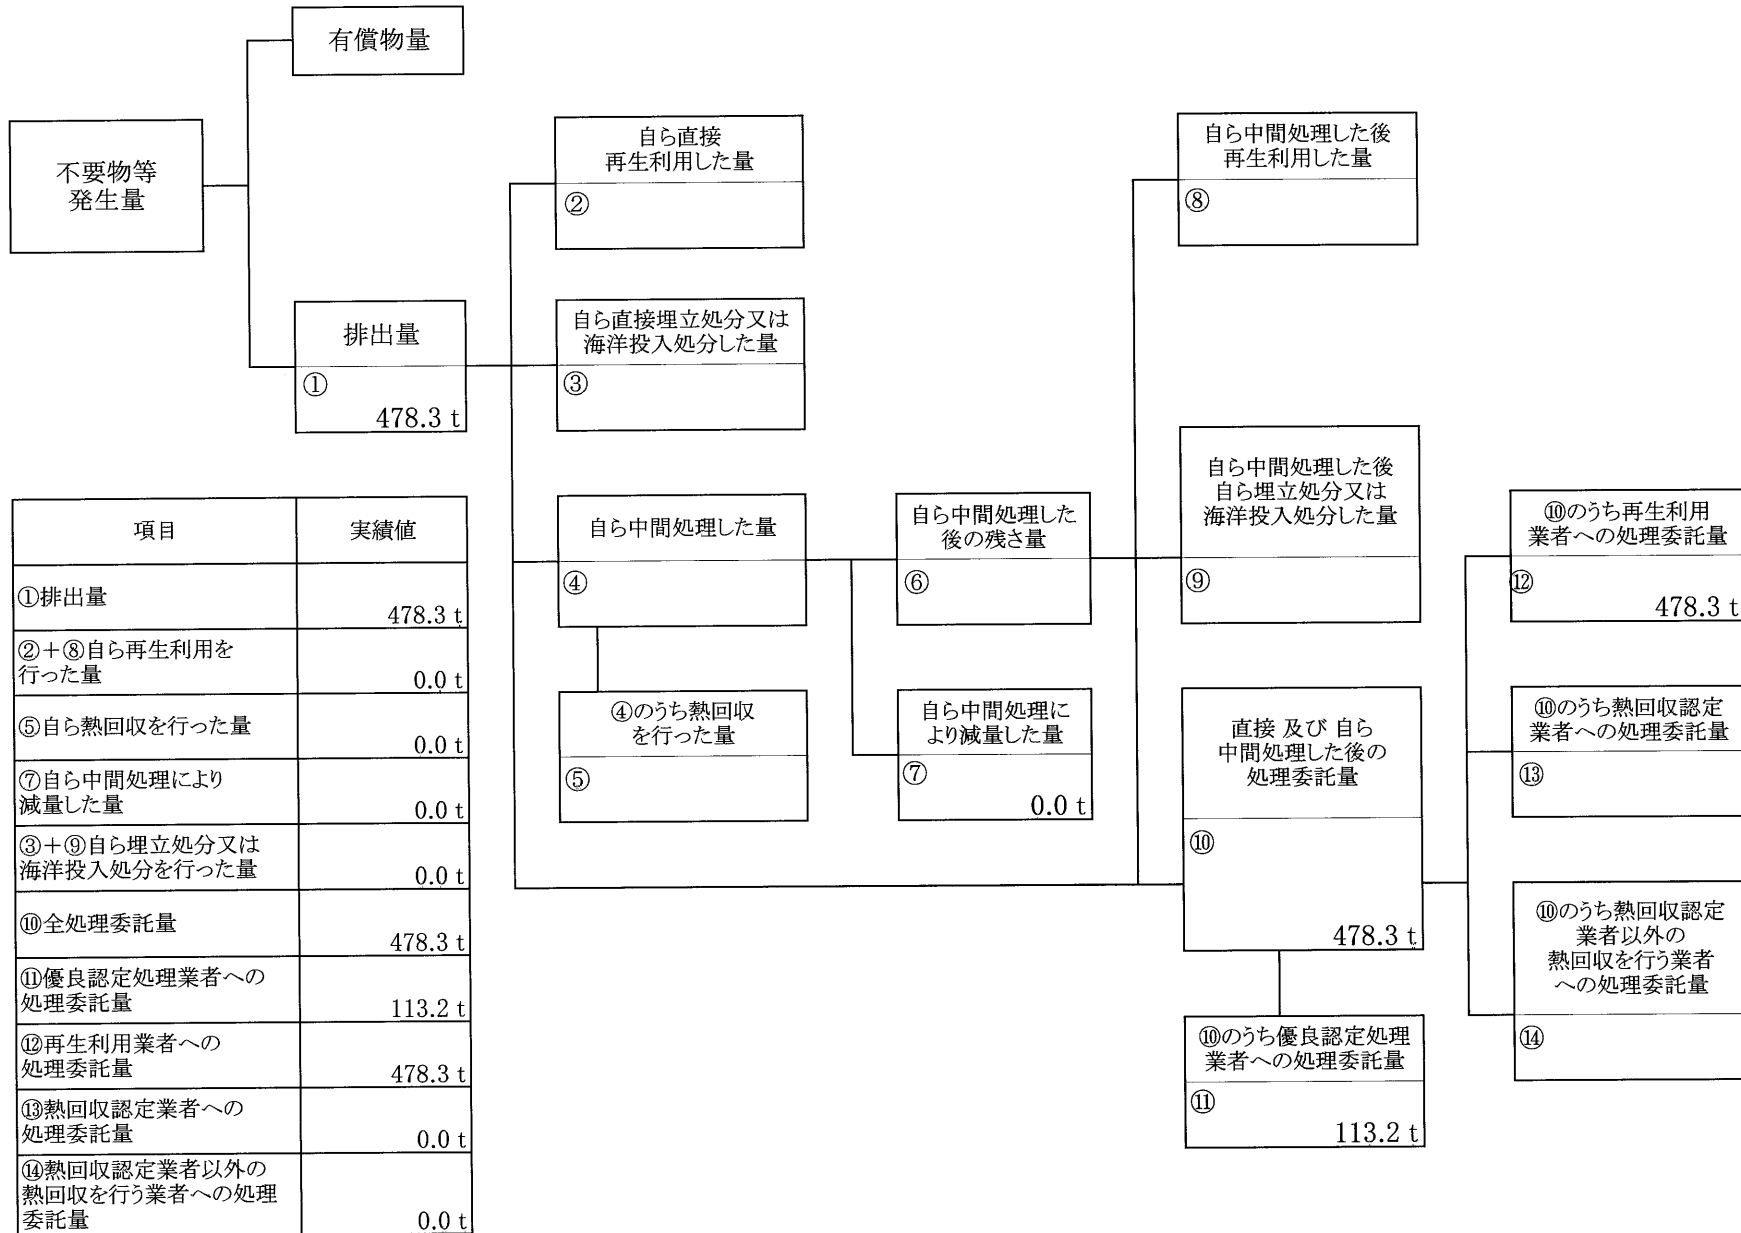 有償物量
不要物等
発生量
排出量
①
478.3 t
自ら直接
再生利用した量
②
自ら直接埋立処分又は
海洋投入処分した量
③
自ら中間処理した量
④
④のうち熱回収
を行った量
⑤
自ら中間処理した
後の残さ量
⑥
自ら中間処理に
より減量した量
⑦
0.0 t
自ら中間処理した後
再生利用した量
⑧
自ら中間処理した後
自ら埋立処分又は
海洋投入処分した量
⑨
直接 及び 自ら
中間処理した後の
処理委託量
⑩
478.3 t
⑩のうち優良認定処理
業者への処理委託量
⑪
113.2 t
⑩のうち再生利用
業者への処理委託量
⑫
478.3 t
⑩のうち熱回収認定
業者への処理委託量
⑬
⑩のうち熱回収認定
業者以外の
熱回収を行う業者
への処理委託量
⑭
項目 実績値
①排出量
478.3 t
②+⑧自ら再生利用を
行った量
0.0 t
⑤自ら熱回収を行った量
0.0 t
⑦自ら中間処理により
減量した量
0.0 t
③+⑨自ら埋立処分又は
海洋投入処分を行った量
0.0 t
⑩全処理委託量
478.3 t
⑪優良認定処理業者への
処理委託量
113.2 t
⑫再生利用業者への
処理委託量
478.3 t
⑬熱回収認定業者への
処理委託量
0.0 t
⑭熱回収認定業者以外の
熱回収を行う業者への処理
委託量
0.0 t